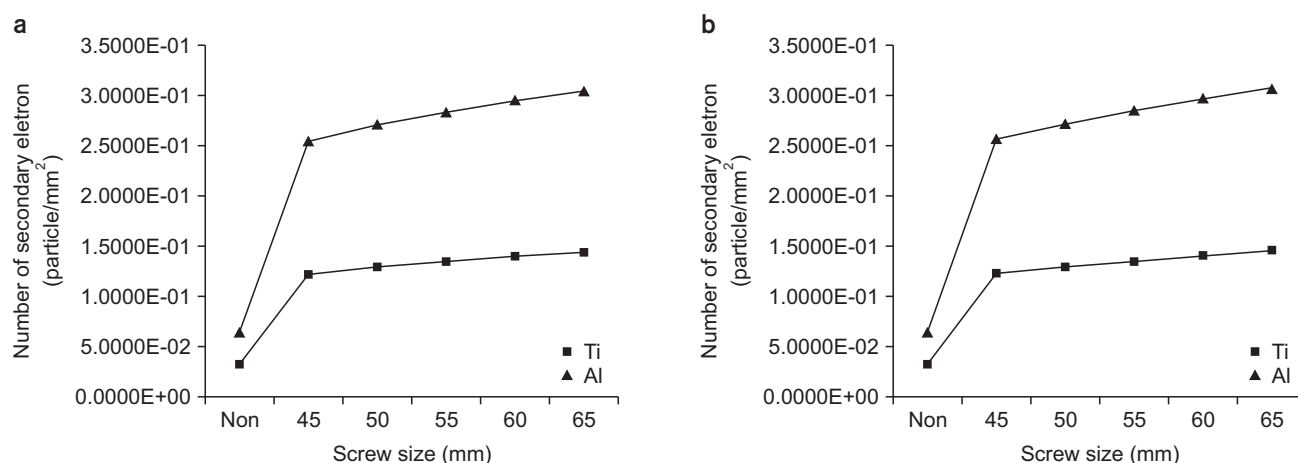 a
3.5000E-01
3.0000E-01
2.5000E-01
2.0000E-01
1.5000E-01
1.0000E-01
5.0000E-02
0.0000E+00
Number of secondary eletron
(particle/mm²)
Ti
Al
Non 45 50 55 60 65
Screw size (mm)
b
3.5000E-01
3.0000E-01
2.5000E-01
2.0000E-01
1.5000E-01
1.0000E-01
5.0000E-02
0.0000E+00
Number of secondary eletron
(particle/mm²)
Ti
Al
Non 45 50 55 60 65
Screw size (mm)